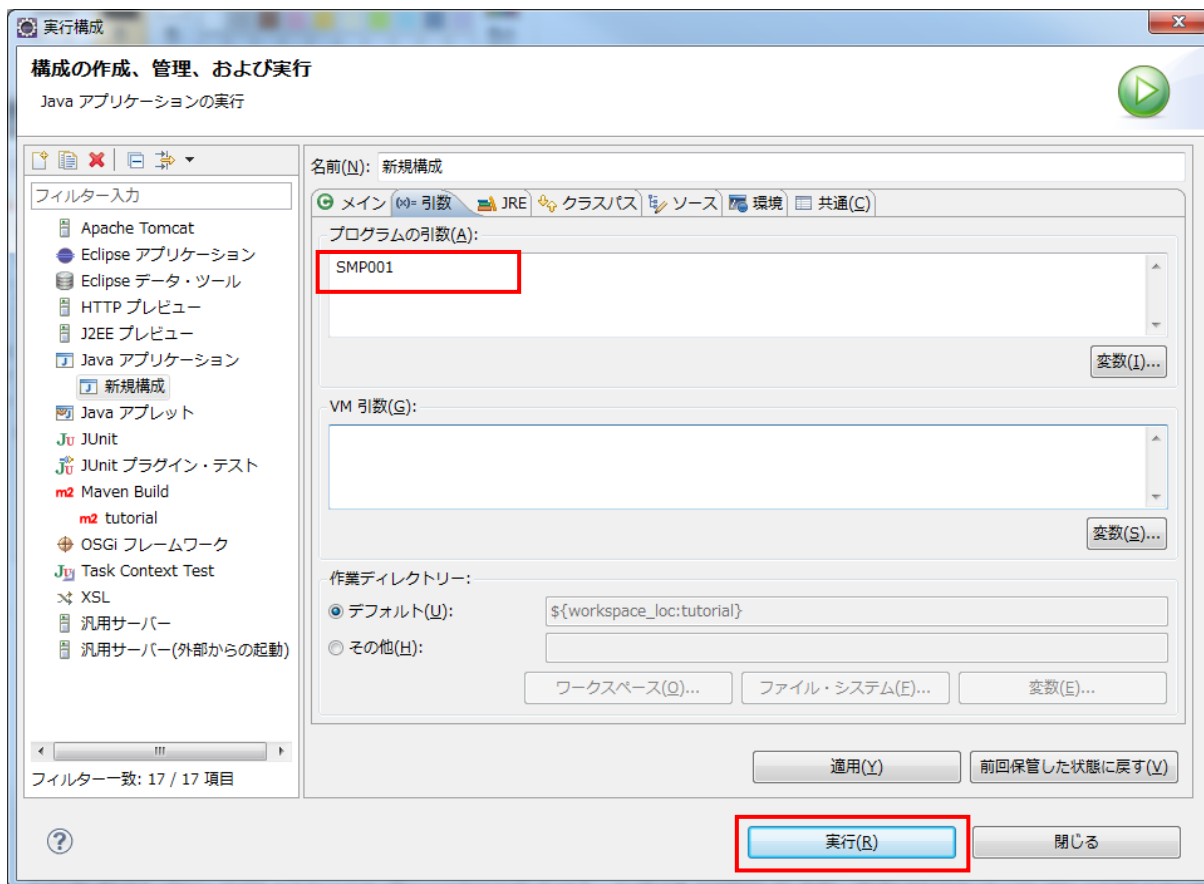 実行構成
構成の作成、管理、および実行
Java アプリケーションの実行
フィルター入力
Apache Tomcat
Eclipse アプリケーション
Eclipse データ・ツール
HTTP プレビュー
J2EE プレビュー
Java アプリケーション
新規構成
Java アプレット
JUnit
JUnit プラグイン・テスト
Maven Build
tutorial
OSGi フレームワーク
Task Context Test
XSL
汎用サーバー
汎用サーバー(外部からの起動)
フィルター一致: 17 / 17 項目
名前(N): 新規構成
メイン (x)= 引数 JRE クラスパス ソース 環境 共通(C)
プログラムの引数(A):
SMP001
変数(I)...
VM 引数(G):
変数(S)...
作業ディレクトリー:
デフォルト(U): ${workspace_loc:tutorial}
その他(H):
ワークスペース(O)... ファイル・システム(F)... 変数(E)...
適用(Y) 前回保管した状態に戻す(V)
実行(R) 閉じる